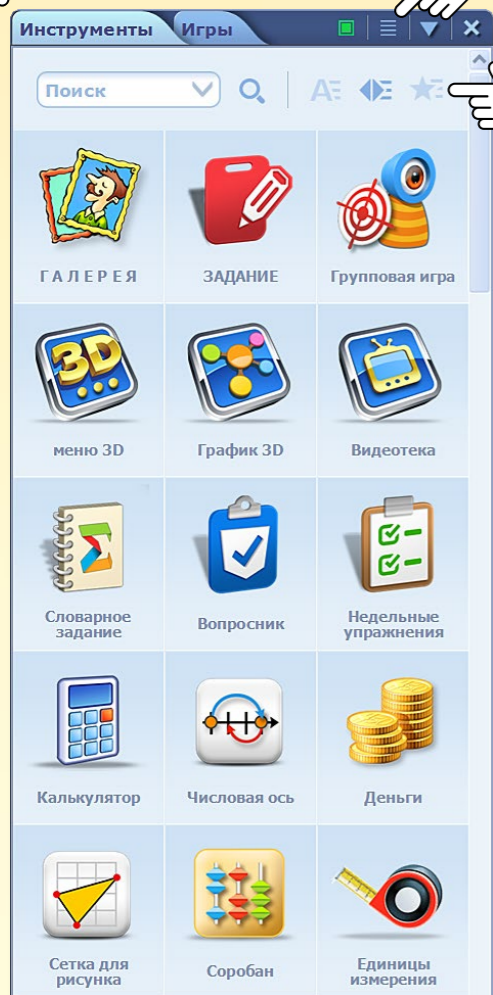 Инструменты Игры
Поиск
ГАЛЕРЕЯ ЗАДАНИЕ Групповая игра
3D
меню 3D График 3D Видеотека
Словарное
задание
Вопросник
Недельные
упражнения
Калькулятор Числовая ось Деньги
Сетка для
рисунка
Соробан
Единицы
измерения